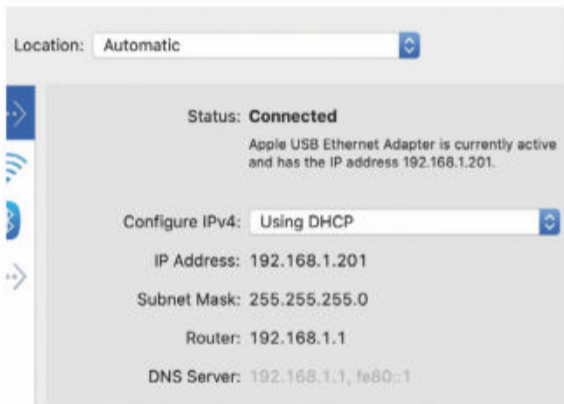 Location: Automatic
Status: Connected
Apple USB Ethernet Adapter is currently active
and has the IP address 192.168.1.201.
Configure IPv4: Using DHCP
IP Address: 192.168.1.201
Subnet Mask: 255.255.255.0
Router: 192.168.1.1
DNS Server: 192.168.1.1, fe80::1